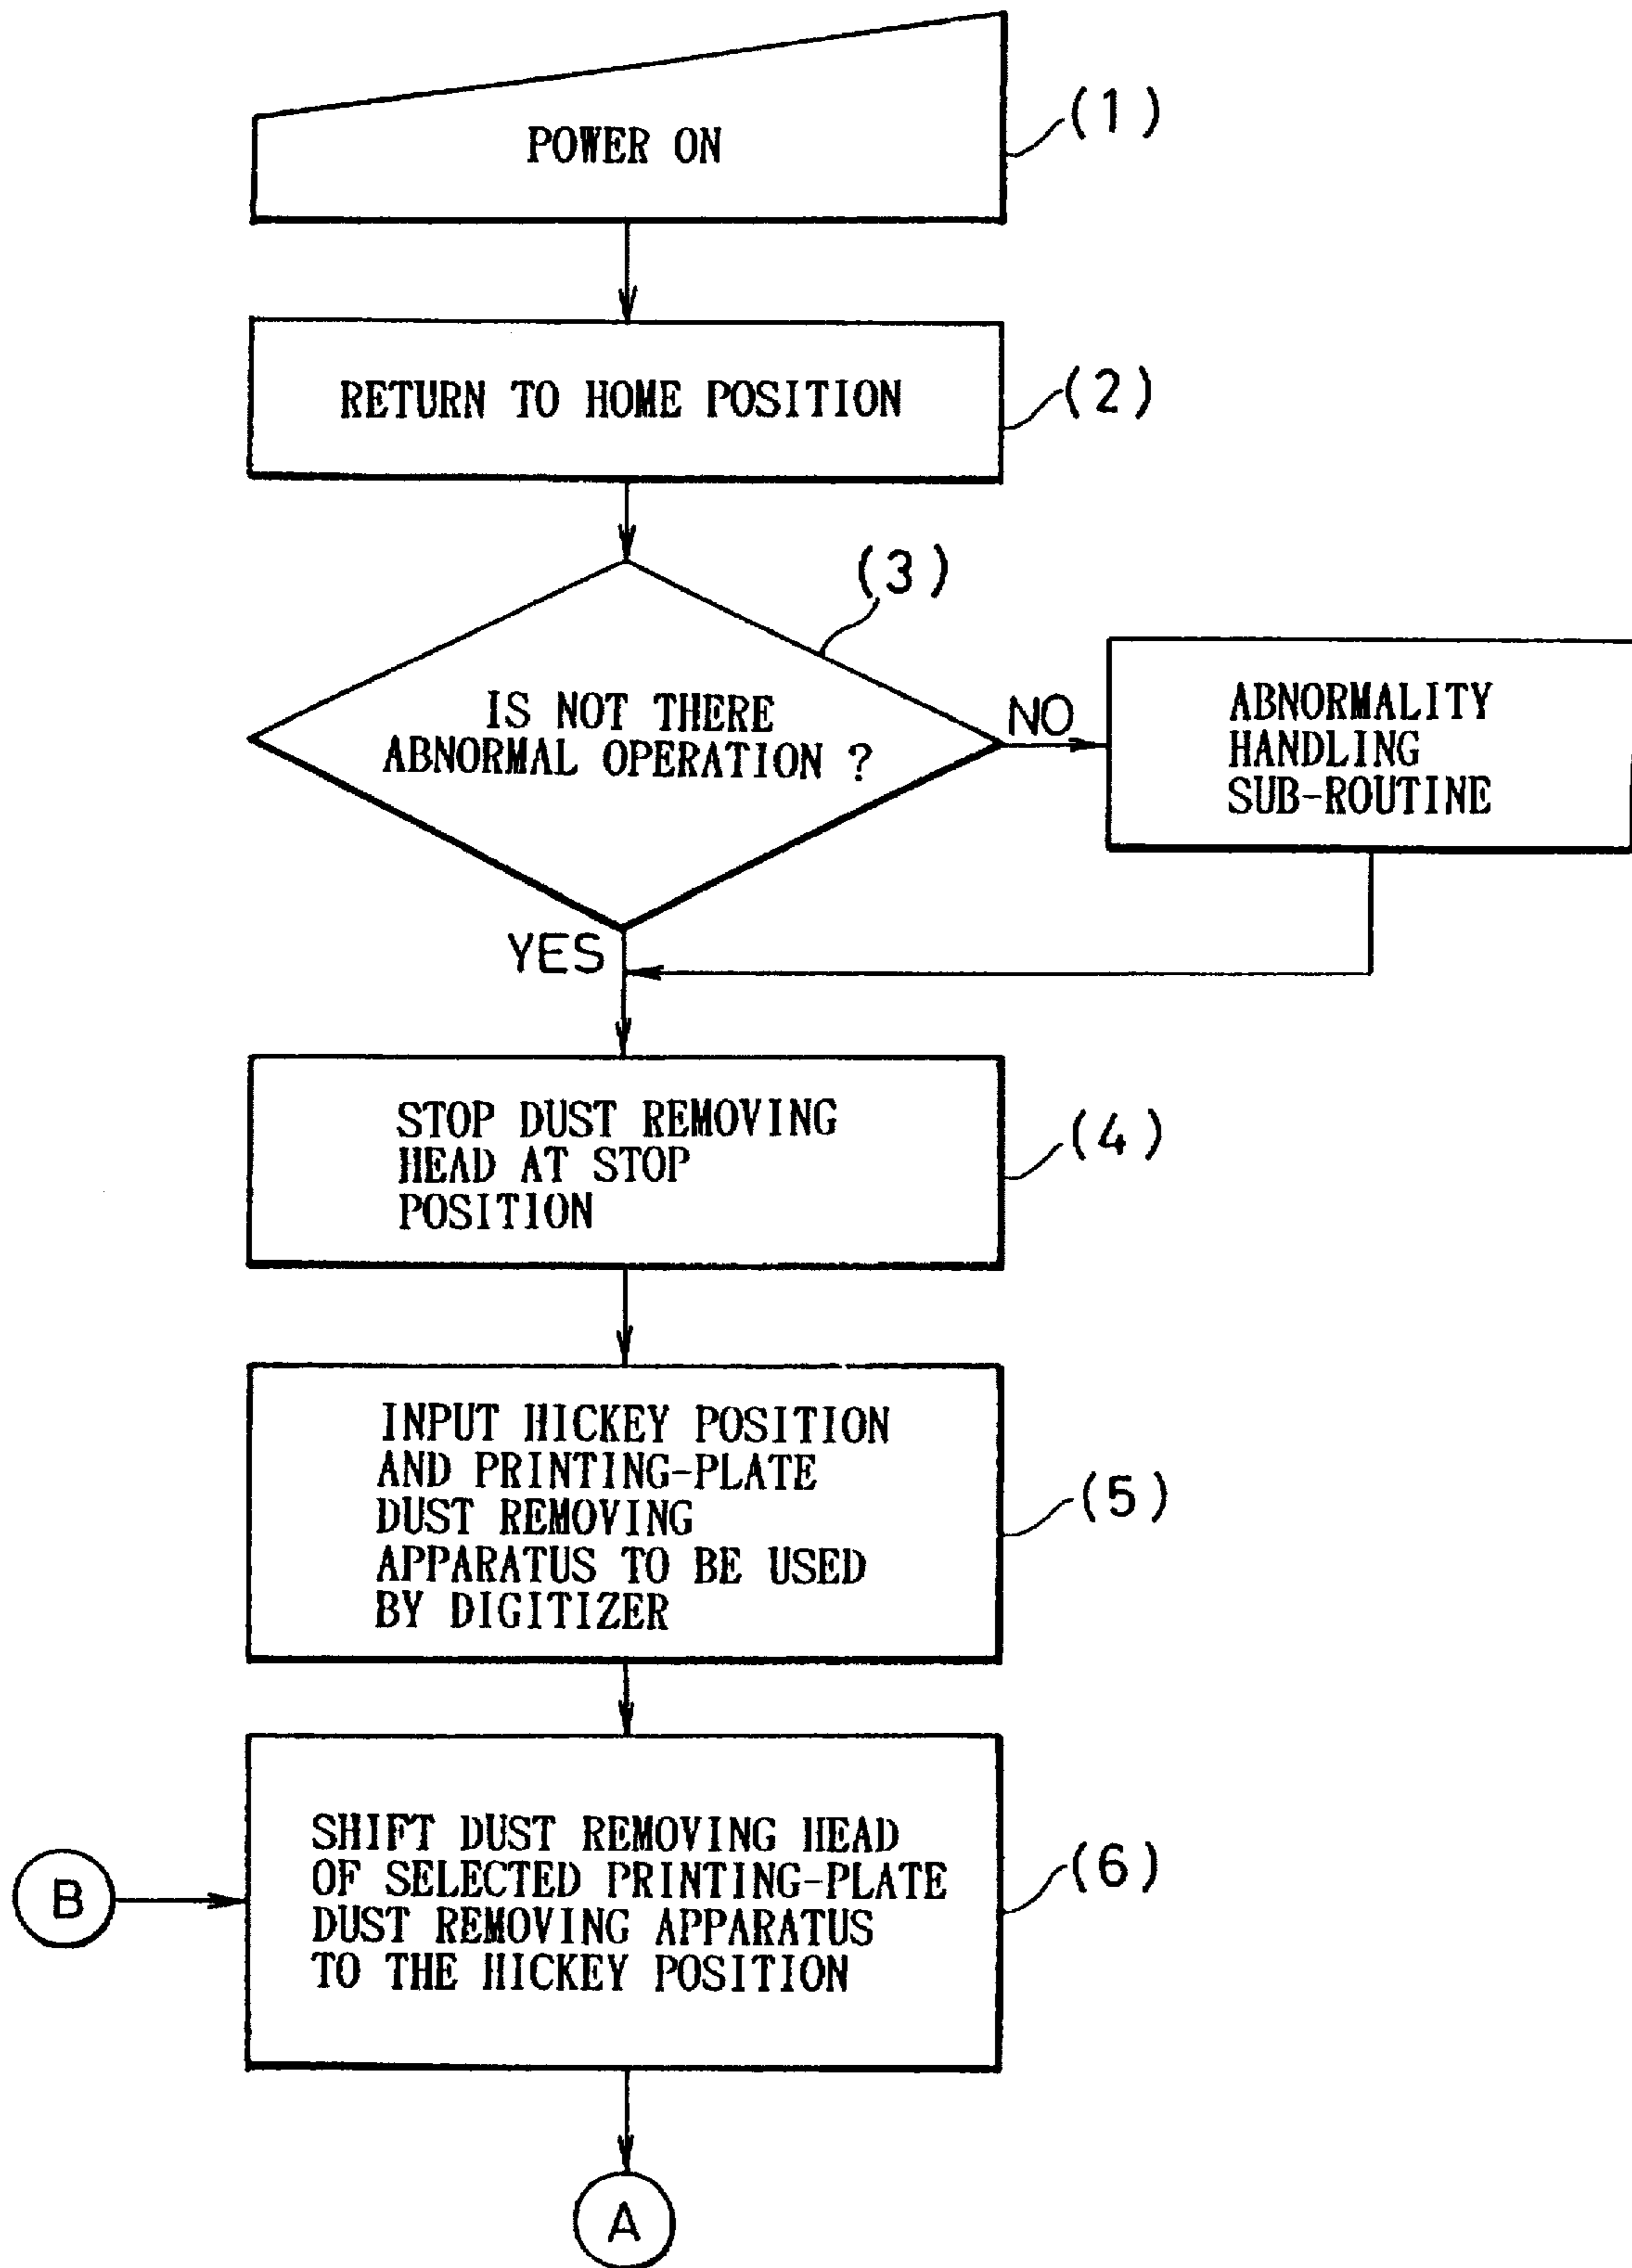 POWER ON
(1)
RETURN TO HOME POSITION
(2)
(3)
IS NOT THERE
ABNORMAL OPERATION ?
NO
ABNORMALITY
HANDLING
SUB-ROUTINE
YES
STOP DUST REMOVING
HEAD AT STOP
POSITION
(4)
INPUT HICKEY POSITION
AND PRINTING-PLATE
DUST REMOVING
APPARATUS TO BE USED
BY DIGITIZER
(5)
B
SHIFT DUST REMOVING HEAD
OF SELECTED PRINTING-PLATE
DUST REMOVING APPARATUS
TO THE HICKEY POSITION
(6)
A